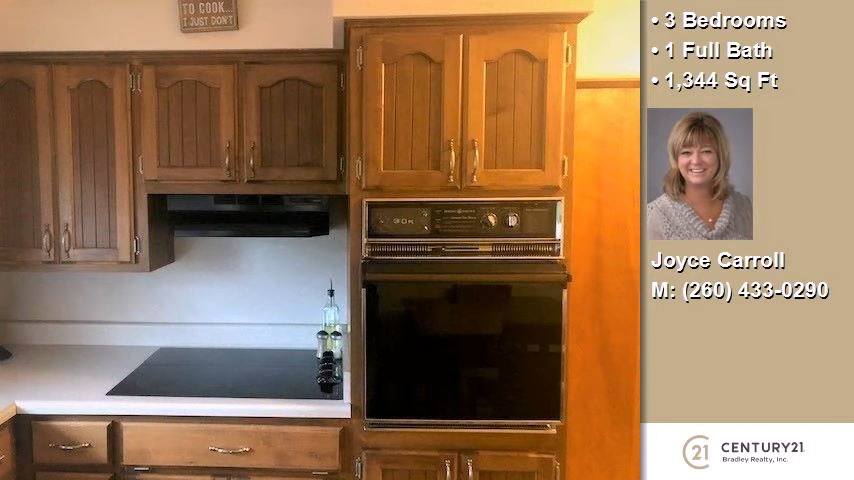 TO COOK...
I JUST DON'T
• 3 Bedrooms
• 1 Full Bath
• 1,344 Sq Ft
Joyce Carroll
M: (260) 433-0290
21 CENTURY21
Bradley Realty, Inc.